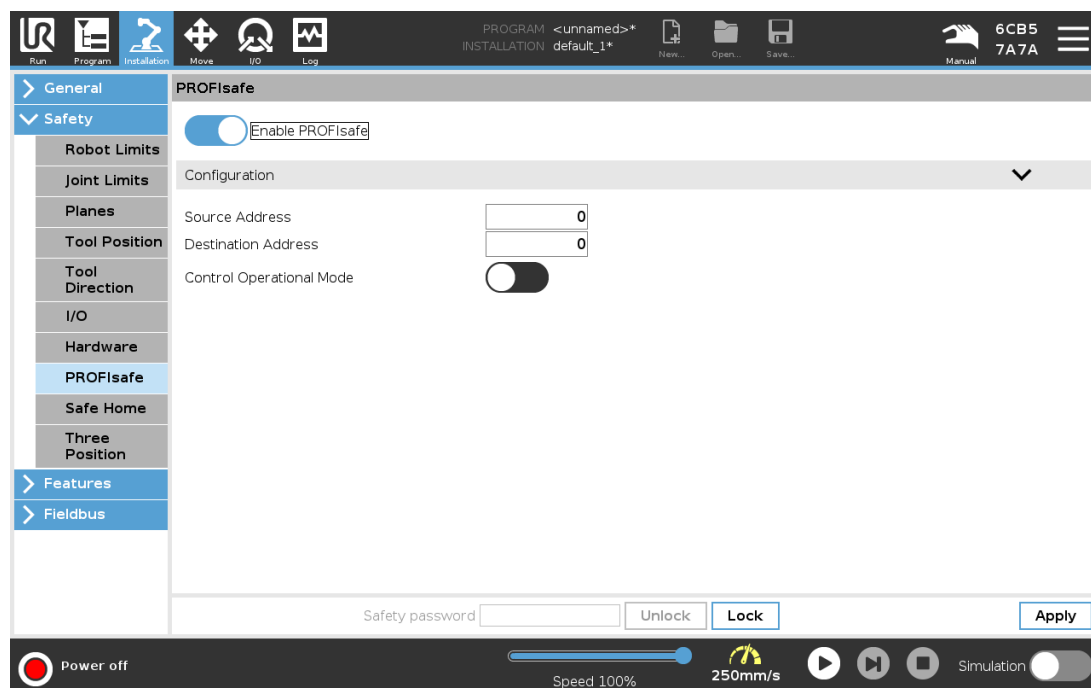 UR
Run
Program
Installation
Move
I/O
Log
PROGRAM <unnamed>*
INSTALLATION default_1*
New...
Open...
Save...
Manual
6CB5
7A7A
General
Safety
Robot Limits
Joint Limits
Planes
Tool Position
Tool
Direction
I/O
Hardware
PROFIsafe
Safe Home
Three
Position
Features
Fieldbus
PROFIsafe
Enable PROFIsafe
Configuration
Source Address 0
Destination Address 0
Control Operational Mode
Safety password
Unlock
Lock
Apply
Power off
Speed 100%
250mm/s
Simulation